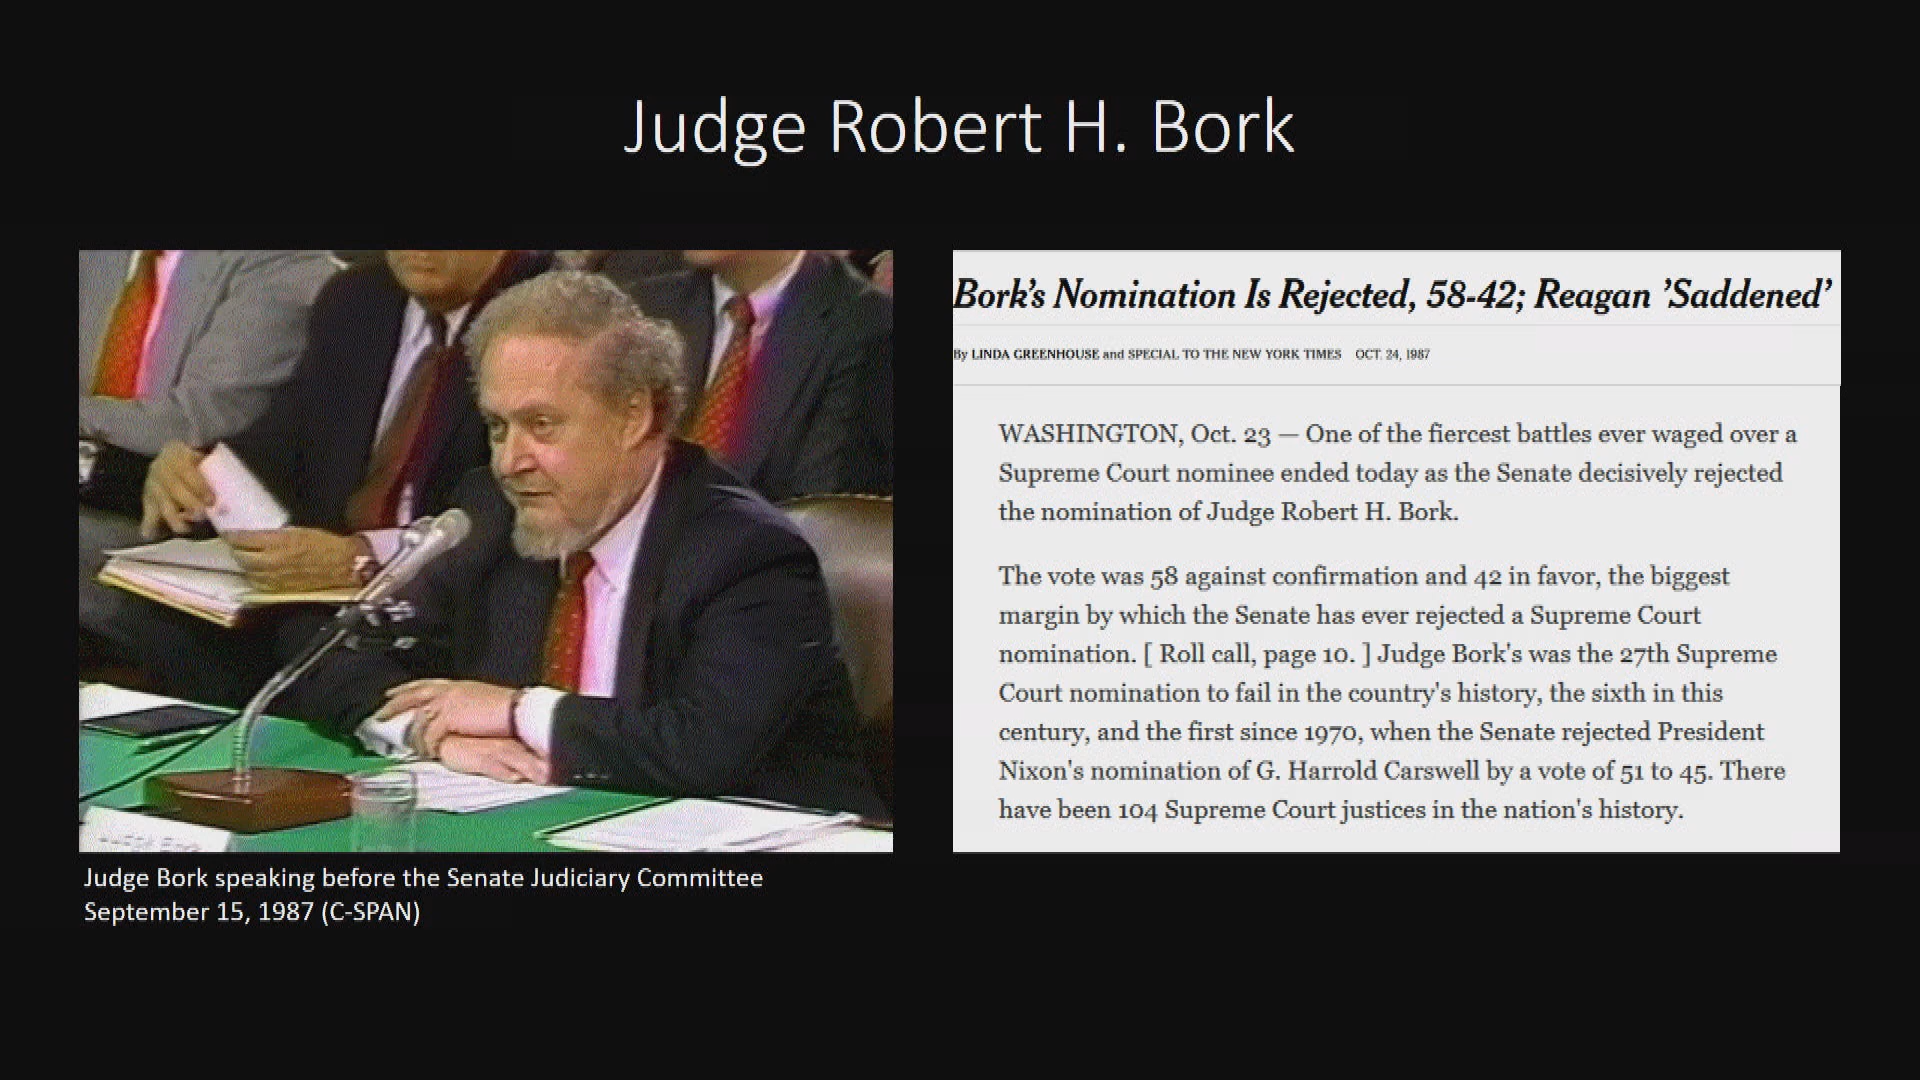 Judge Robert H. Bork
Bork's Nomination Is Rejected, 58-42; Reagan 'Saddened'
By LINDA GREENHOUSE and SPECIAL TO THE NEW YORK TIMES OCT. 24, 1987
WASHINGTON, Oct. 23 — One of the fiercest battles ever waged over a
Supreme Court nominee ended today as the Senate decisively rejected
the nomination of Judge Robert H. Bork.
The vote was 58 against confirmation and 42 in favor, the biggest
margin by which the Senate has ever rejected a Supreme Court
nomination. [ Roll call, page 10. ] Judge Bork's was the 27th Supreme
Court nomination to fail in the country's history, the sixth in this
century, and the first since 1970, when the Senate rejected President
Nixon's nomination of G. Harrold Carswell by a vote of 51 to 45. There
have been 104 Supreme Court justices in the nation's history.
Judge Bork speaking before the Senate Judiciary Committee
September 15, 1987 (C-SPAN)